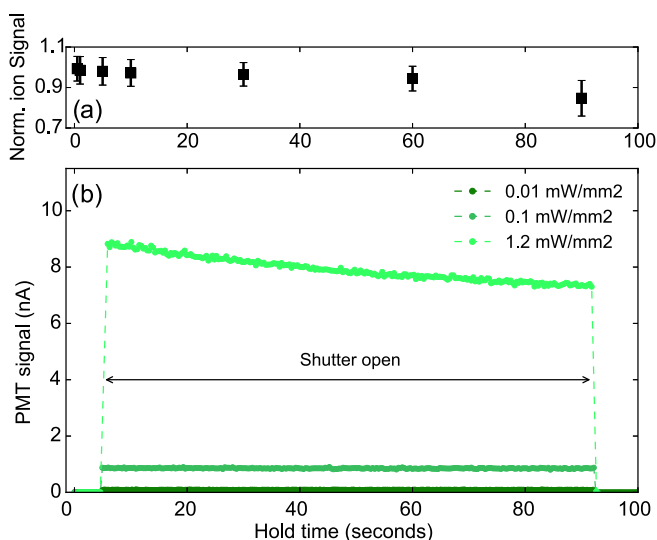 Norm. ion Signal
1.1
0.9
0.7
(a)
0 20 40 60 80 100
(b)
0.01 mW/mm2
0.1 mW/mm2
1.2 mW/mm2
PMT signal (nA)
10
8
6
4
2
0
Shutter open
0 20 40 60 80 100
Hold time (seconds)